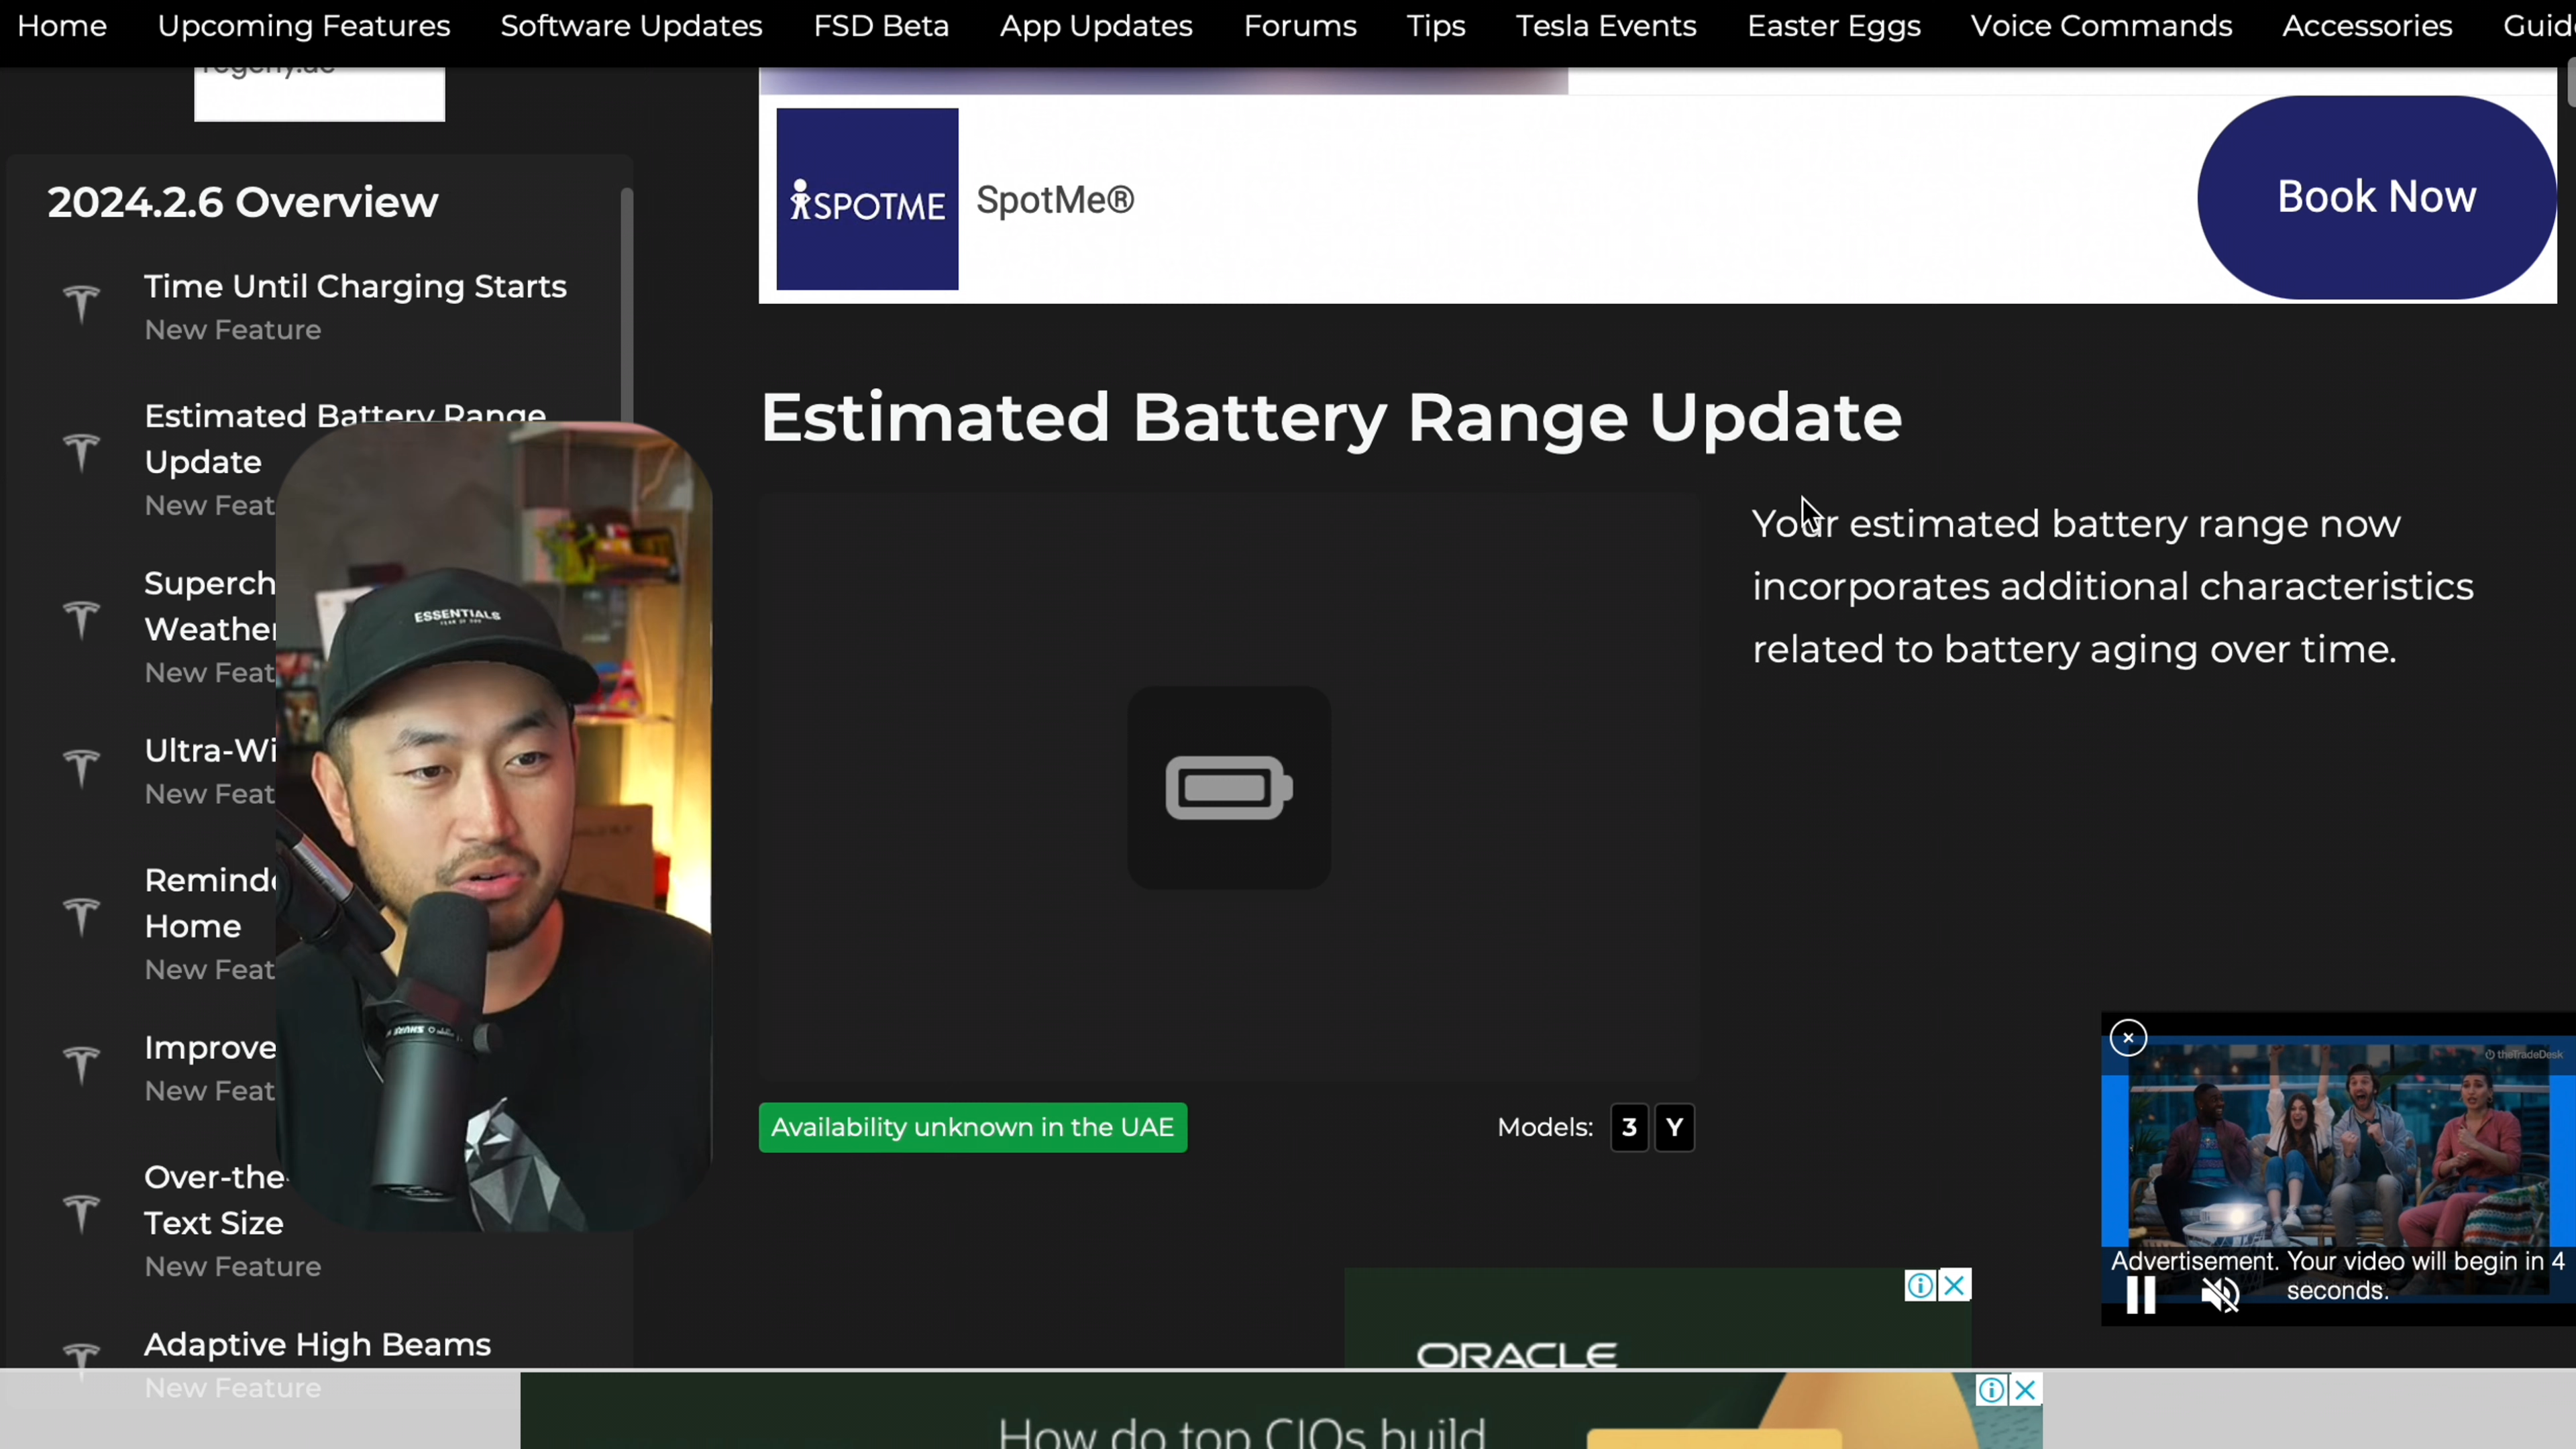 Home Upcoming Features Software Updates FSD Beta App Updates Forums Tips Tesla Events Easter Eggs Voice Commands Accessories
2024.2.6 Overview
Time Until Charging Starts
New Feature
Estimated Battery Range
Update
New Feat
Superch
Weather
New Feat
Ultra-Wi
New Feat
Reminde
Home
New Feat
Improve
New Feat
Over-the-
Text Size
New Feature
Adaptive High Beams
New Feature
ESSENTIALS
SPOTME
SpotMe®
Book Now
Estimated Battery Range Update
Your estimated battery range now
incorporates additional characteristics
related to battery aging over time.
Availability unknown in the UAE
Models: 3 Y
theTradeDesk
Advertisement. Your video will begin in 4
seconds.
ORACLE
How do top CIOs build